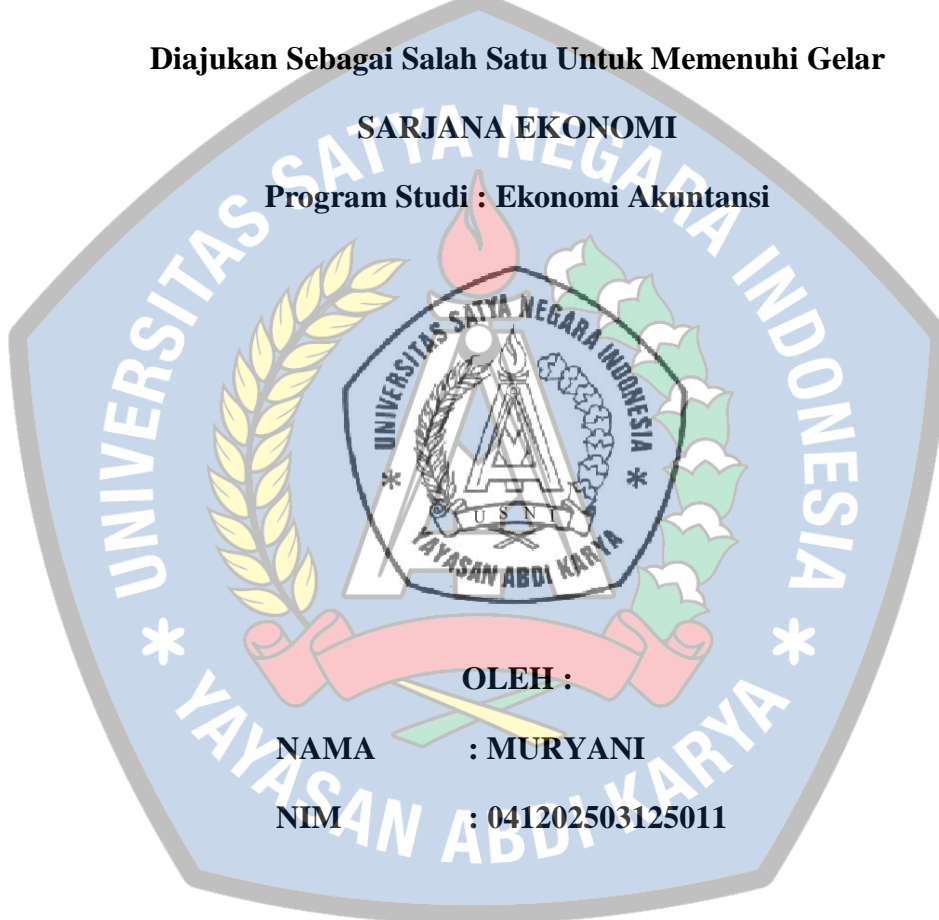 Diajukan Sebagai Salah Satu Untuk Memenuhi Gelar
SARJANA EKONOMI
Program Studi : Ekonomi Akuntansi
UNIVERSITAS SATYA NEGARA INDONESIA
UNIVERSITAS SATYA NEGARA INDONESIA
U S N I
* YAYASAN ABDI KARYA *
OLEH :
NAMA : MURYANI
NIM : 041202503125011
* YAYASAN ABDI KARYA *